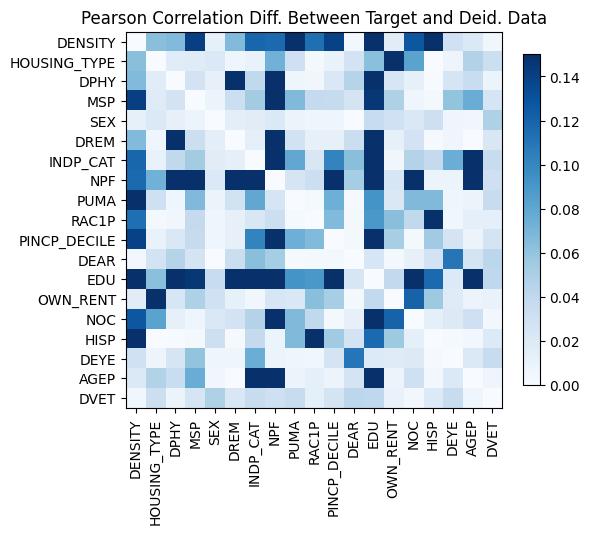 Pearson Correlation Diff. Between Target and Deid. Data
DENSITY
HOUSING_TYPE
DPHY
MSP
SEX
DREM
INDP_CAT
NPF
PUMA
RAC1P
PINCP_DECILE
DEAR
EDU
OWN_RENT
NOC
HISP
DEYE
AGEP
DVET
DENSITY
HOUSING_TYPE
DPHY
MSP
SEX
DREM
INDP_CAT
NPF
PUMA
RAC1P
PINCP_DECILE
DEAR
EDU
OWN_RENT
NOC
HISP
DEYE
AGEP
DVET
0.14
0.12
0.10
0.08
0.06
0.04
0.02
0.00